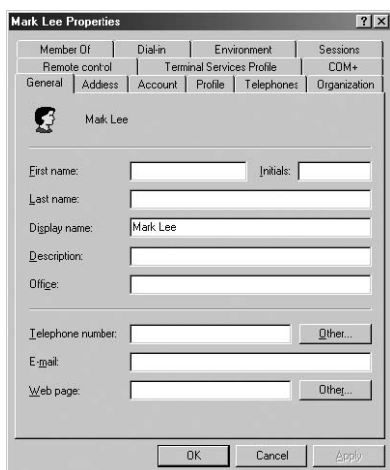 Mark Lee Properties
Member Of Dial-in Environment Sessions
Remote control Terminal Services Profile COM+
General Address Account Profile Telephones Organization
Mark Lee
First name: Initials:
Last name:
Display name: Mark Lee
Description:
Office:
Telephone number: Other...
E-mail:
Web page: Other...
OK Cancel Apply